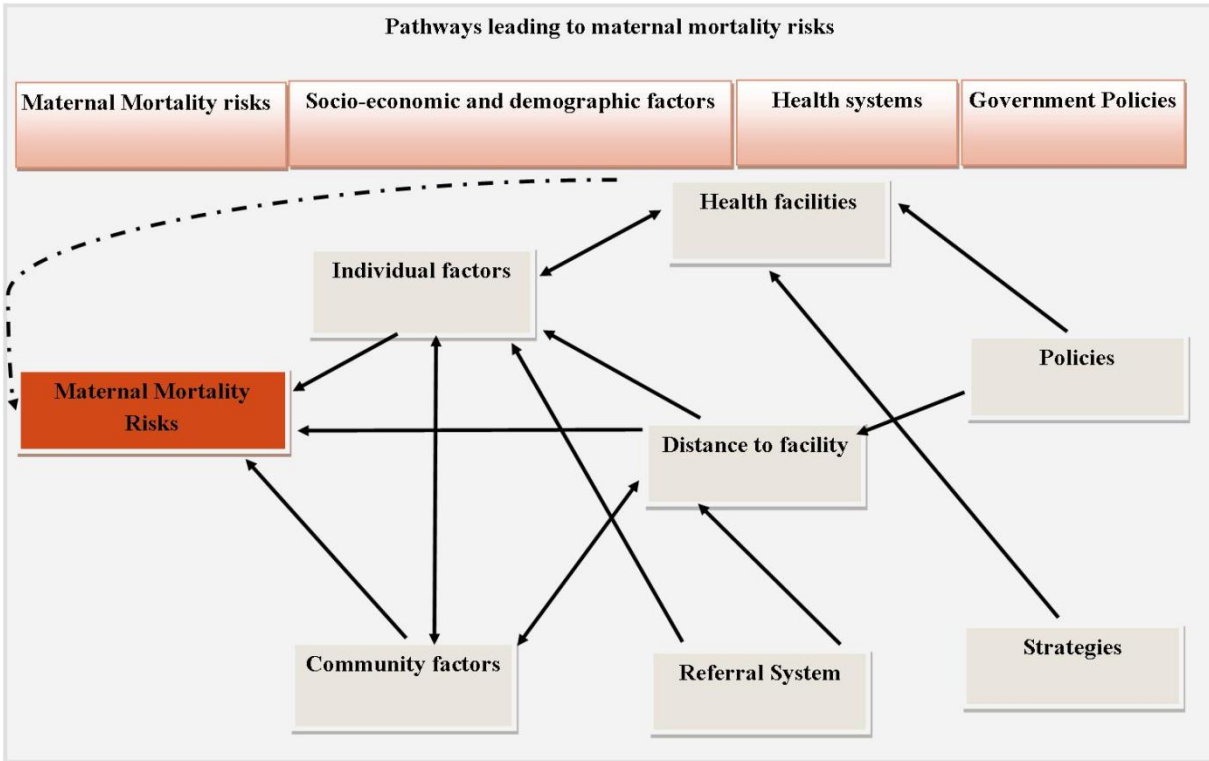 Pathways leading to maternal mortality risks
Maternal Mortality risks
Socio-economic and demographic factors
Health systems
Government Policies
Health facilities
Individual factors
Policies
Maternal Mortality
Risks
Distance to facility
Community factors
Referral System
Strategies